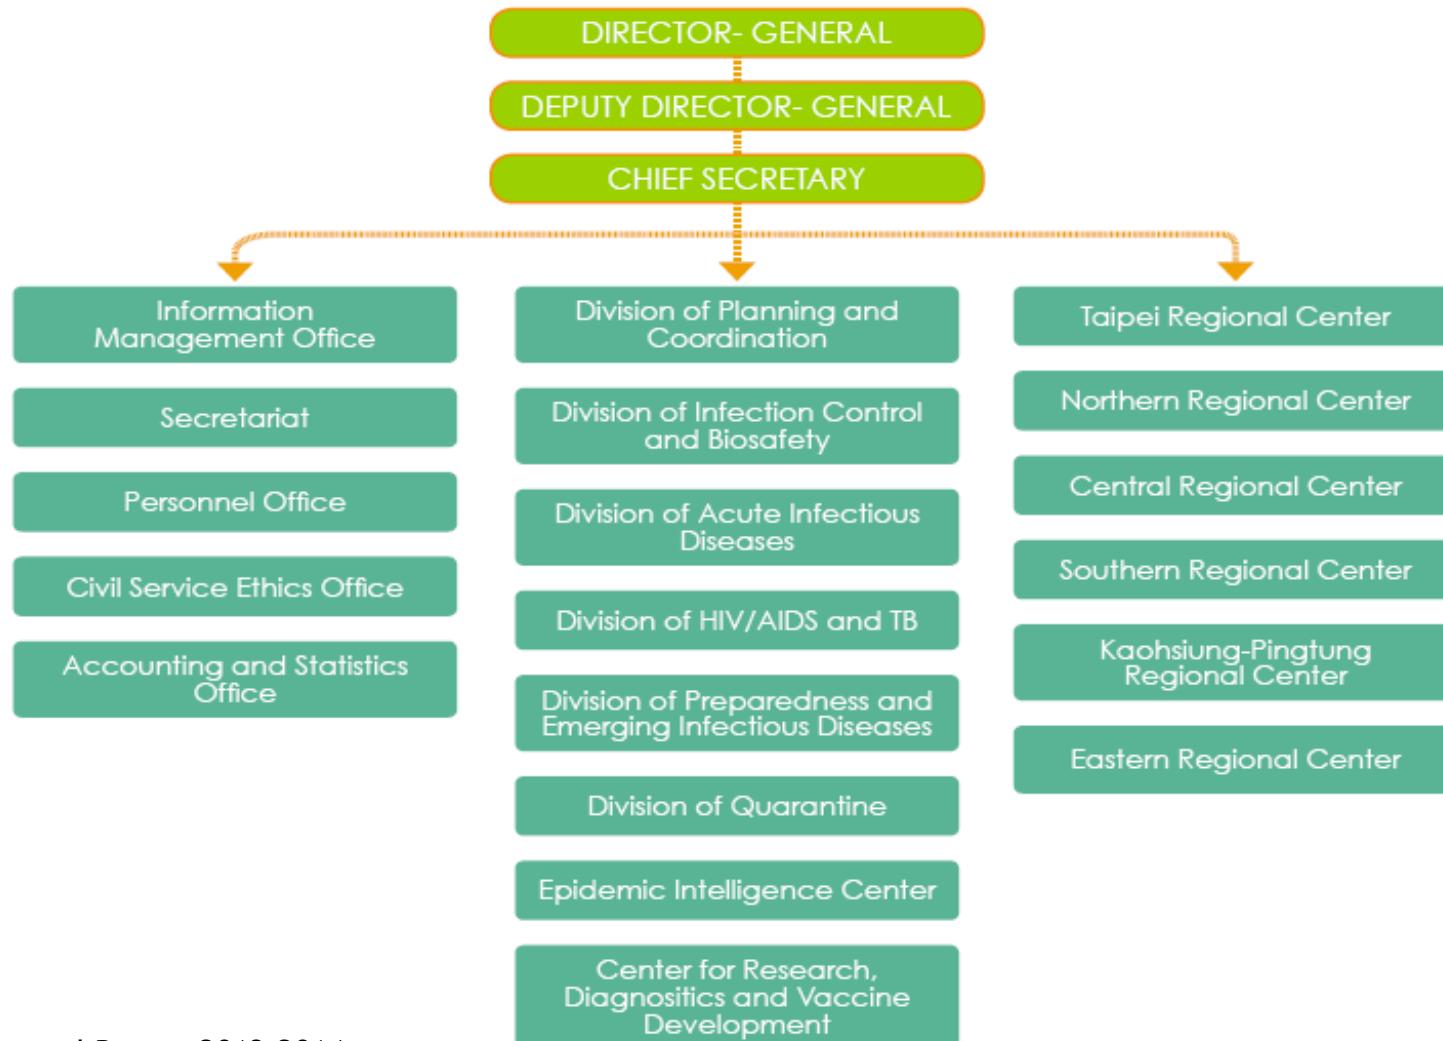 DIRECTOR- GENERAL
DEPUTY DIRECTOR- GENERAL
CHIEF SECRETARY
Information
Management Office
Secretariat
Personnel Office
Civil Service Ethics Office
Accounting and Statistics
Office
Division of Planning and
Coordination
Division of Infection Control
and Biosafety
Division of Acute Infectious
Diseases
Division of HIV/AIDS and TB
Division of Preparedness and
Emerging Infectious Diseases
Division of Quarantine
Epidemic Intelligence Center
Center for Research,
Diagnositics and Vaccine
Development
Taipei Regional Center
Northern Regional Center
Central Regional Center
Southern Regional Center
Kaohsiung-Pingtung
Regional Center
Eastern Regional Center